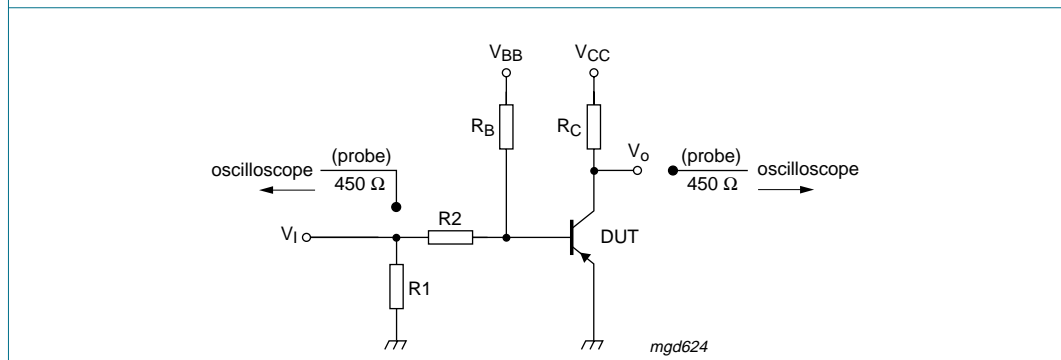 VBB
VCC
RB
RC
Vo
(probe)
450 Ω
oscilloscope
(probe)
450 Ω
oscilloscope
R2
VI
DUT
R1
mgd624